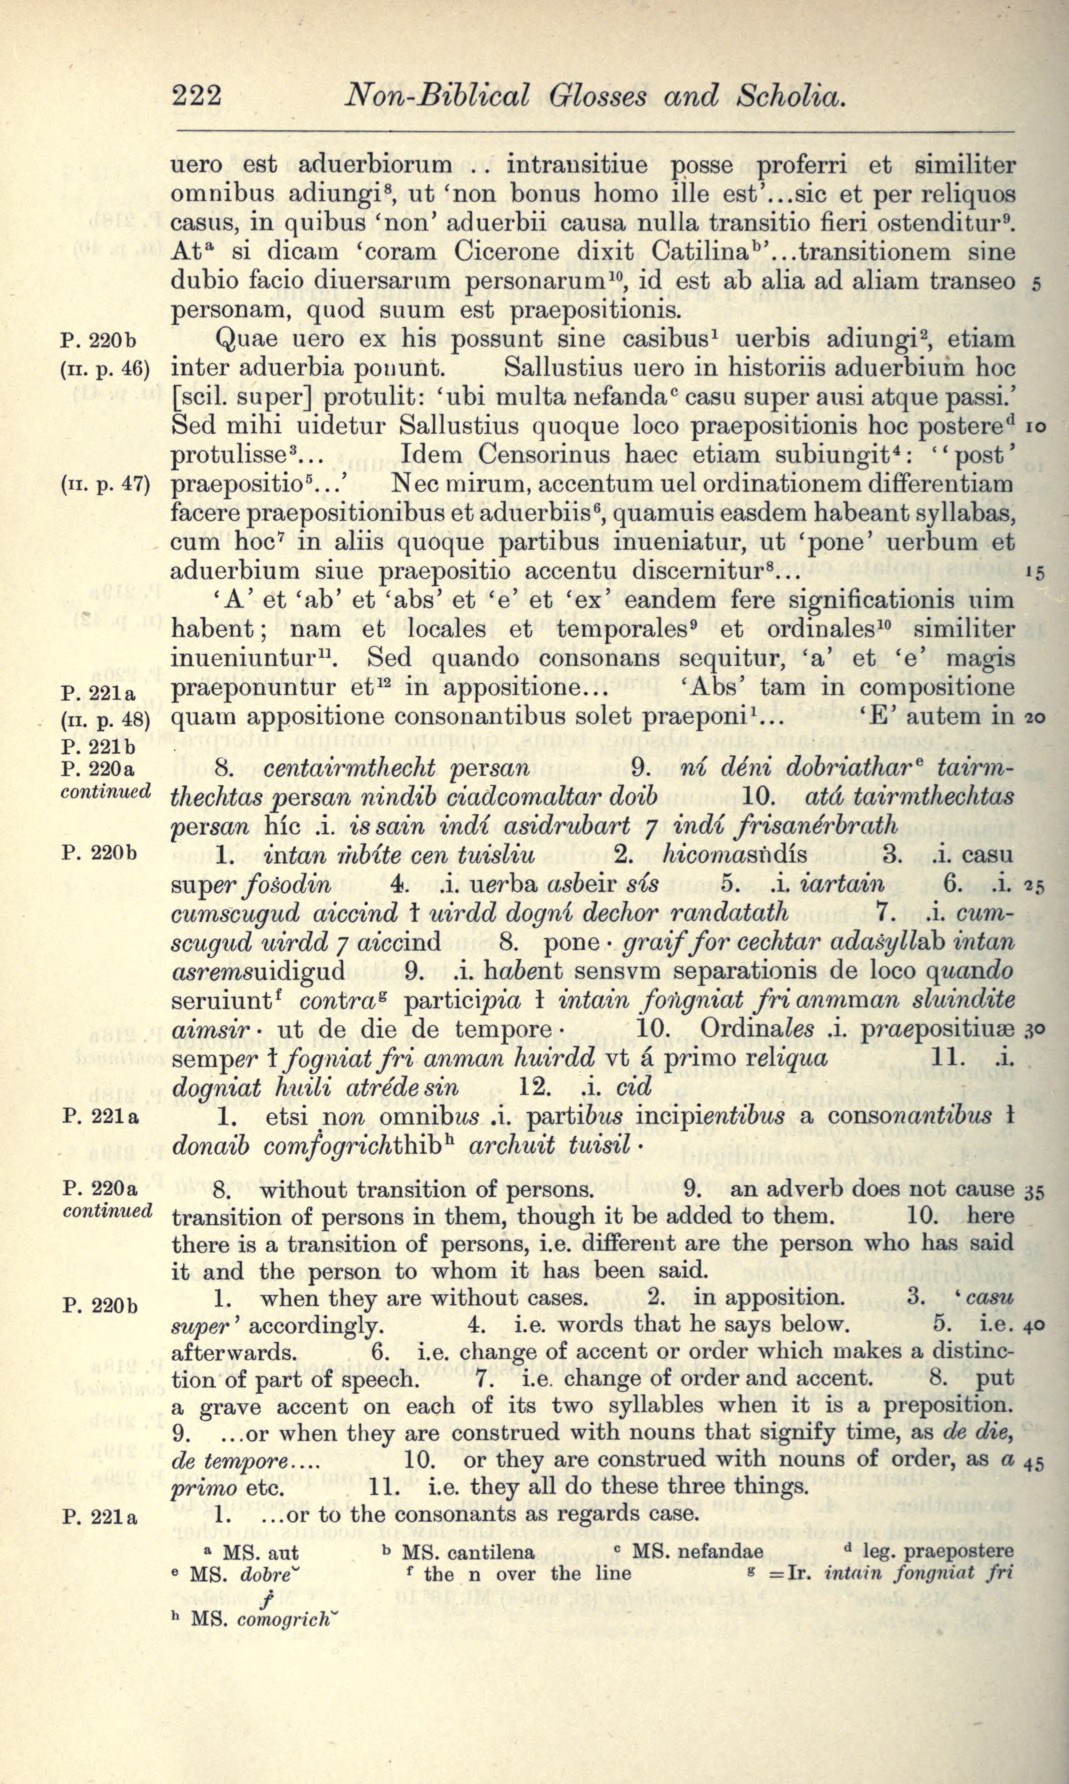 222 Non-Biblical Glosses and Scholia.
uero est aduerbiorum .. intransitiue posse proferri et similiter
omnibus adiungi⁸, ut ‘non bonus homo ille est’...sic et per reliquos
casus, in quibus ‘non’ aduerbii causa nulla transitio fieri ostenditur⁹.
Atᵃ si dicam ‘coram Cicerone dixit Catilinaᵇ’...transitionem sine
dubio facio diuersarum personarum¹⁰, id est ab alia ad aliam transeo 5
personam, quod suum est praepositionis.
P. 220b Quae uero ex his possunt sine casibus¹ uerbis adiungi², etiam
(II. p. 46) inter aduerbia ponunt. Sallustius uero in historiis aduerbium hoc
[scil. super] protulit: ‘ubi multa nefandaᶜ casu super ausi atque passi.’
Sed mihi uidetur Sallustius quoque loco praepositionis hoc postereᵈ 10
protulisse³... Idem Censorinus haec etiam subiungit⁴: ‘‘post’
(II. p. 47) praepositio⁵...’ Nec mirum, accentum uel ordinationem differentiam
facere praepositionibus et aduerbiis⁶, quamuis easdem habeant syllabas,
cum hoc⁷ in aliis quoque partibus inueniatur, ut ‘pone’ uerbum et
aduerbium siue praepositio accentu discernitur⁸... 15
‘A’ et ‘ab’ et ‘abs’ et ‘e’ et ‘ex’ eandem fere significationis uim
habent; nam et locales et temporales⁹ et ordinales¹⁰ similiter
inueniuntur¹¹. Sed quando consonans sequitur, ‘a’ et ‘e’ magis
P. 221a praeponuntur et¹² in appositione... ‘Abs’ tam in compositione
(II. p. 48) quam appositione consonantibus solet praeponi¹... ‘E’ autem in 20
P. 221b
P. 220a 8. centairmthecht persan 9. ní déni dobriatharᵉ tairm-
continued thechtas persan nindib ciadcomaltar doib 10. atá tairmthechtas
persan híc .i. is sain indí asidrubart ⁊ indí frisanérbrath
P. 220b 1. intan ṁbíte cen tuisliu 2. hicomasṅdís 3. .i. casu
super foṡodin 4. .i. uerba asbeir sís 5. .i. iartain 6. .i. 25
cumscugud aiccind ł uirdd dogní dechor randatath 7. .i. cum-
scugud uirdd ⁊ aiccind 8. pone · graif for cechtar adaṡyllab intan
asremsuidigud 9. .i. habent sensvm separationis de loco quando
seruiuntᶠ contraᵍ participia ł intain foṅgniat fri anmman sluindite
aimsir · ut de die de tempore · 10. Ordinales .i. praepositiuæ 30
semper ł fogniat fri anman huirdd vt á primo reliqua 11. .i.
dogniat huili atréde sin 12. .i. cid
P. 221a 1. etsi non omnibus .i. partibus incipientibus a consonantibus ł
donaib comfogrichthibʰ archuit tuisil ·
P. 220a 8. without transition of persons. 9. an adverb does not cause 35
continued transition of persons in them, though it be added to them. 10. here
there is a transition of persons, i.e. different are the person who has said
it and the person to whom it has been said.
P. 220b 1. when they are without cases. 2. in apposition. 3. ‘casu
super’ accordingly. 4. i.e. words that he says below. 5. i.e. 40
afterwards. 6. i.e. change of accent or order which makes a distinc-
tion of part of speech. 7. i.e. change of order and accent. 8. put
a grave accent on each of its two syllables when it is a preposition.
9. ...or when they are construed with nouns that signify time, as de die,
de tempore.... 10. or they are construed with nouns of order, as a 45
primo etc. 11. i.e. they all do these three things.
P. 221a 1. ...or to the consonants as regards case.
ᵃ MS. aut ᵇ MS. cantilena ᶜ MS. nefandae ᵈ leg. praepostere
ᵉ MS. dobre˘ ᶠ the n over the line ᵍ =Ir. intain fongniat fri
f
ʰ MS. comogrich˘